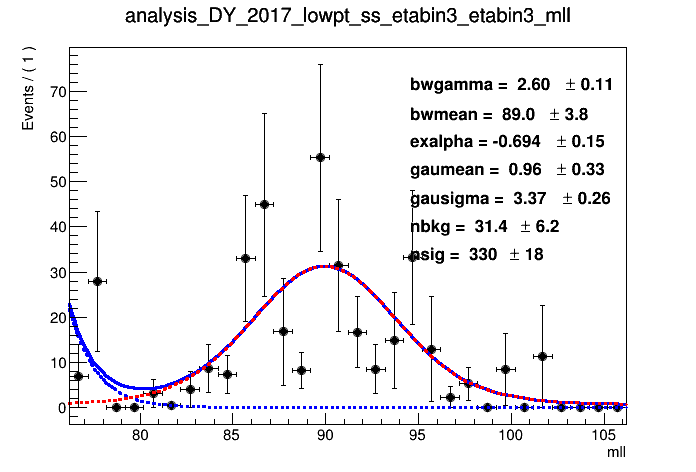 analysis_DY_2017_lowpt_ss_etabin3_etabin3_mll
Events / ( 1 )
70
60
50
40
30
20
10
0
bwgamma = 2.60 ± 0.11
bwmean = 89.0 ± 3.8
exalpha = -0.694 ± 0.15
gaumean = 0.96 ± 0.33
gausigma = 3.37 ± 0.26
nbkg = 31.4 ± 6.2
nsig = 330 ± 18
80 85 90 95 100 105
mll